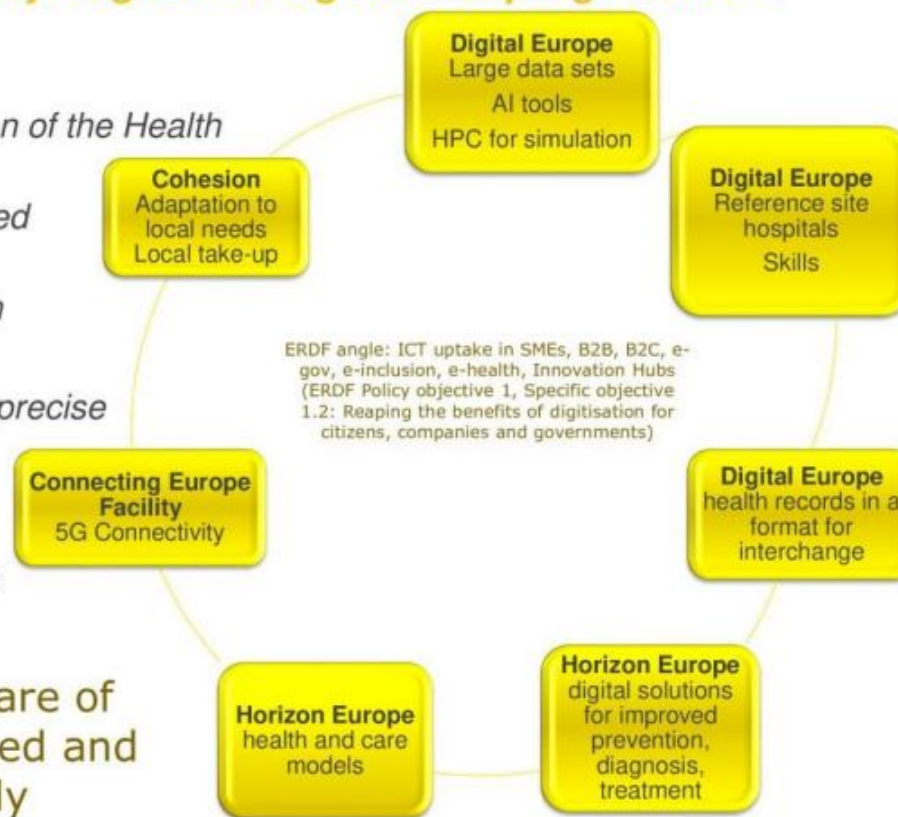 of the Health
precise
Digital Europe
Large data sets
AI tools
HPC for simulation
Digital Europe
Reference site
hospitals
Skills
Digital Europe
health records in a
format for
interchange
Horizon Europe
digital solutions
for improved
prevention,
diagnosis,
treatment
Horizon Europe
health and care
models
Connecting Europe
Facility
5G Connectivity
Cohesion
Adaptation to
local needs
Local take-up
ERDF angle: ICT uptake in SMEs, B2B, B2C, e-
gov, e-inclusion, e-health, Innovation Hubs
(ERDF Policy objective 1, Specific objective
1.2: Reaping the benefits of digitisation for
citizens, companies and governments)
of
and